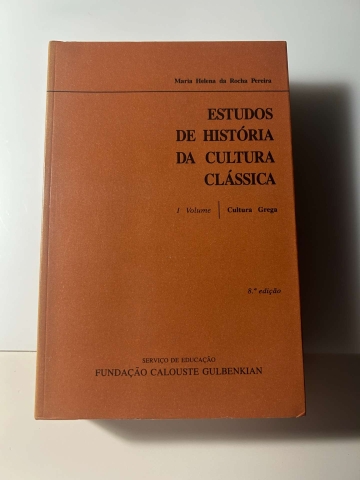 Maria Helena da Rocha Pereira
ESTUDOS
DE HISTÓRIA
DA CULTURA
CLÁSSICA
I Volume | Cultura Grega
8.ª edição
SERVIÇO DE EDUCAÇÃO
FUNDAÇÃO CALOUSTE GULBENKIAN